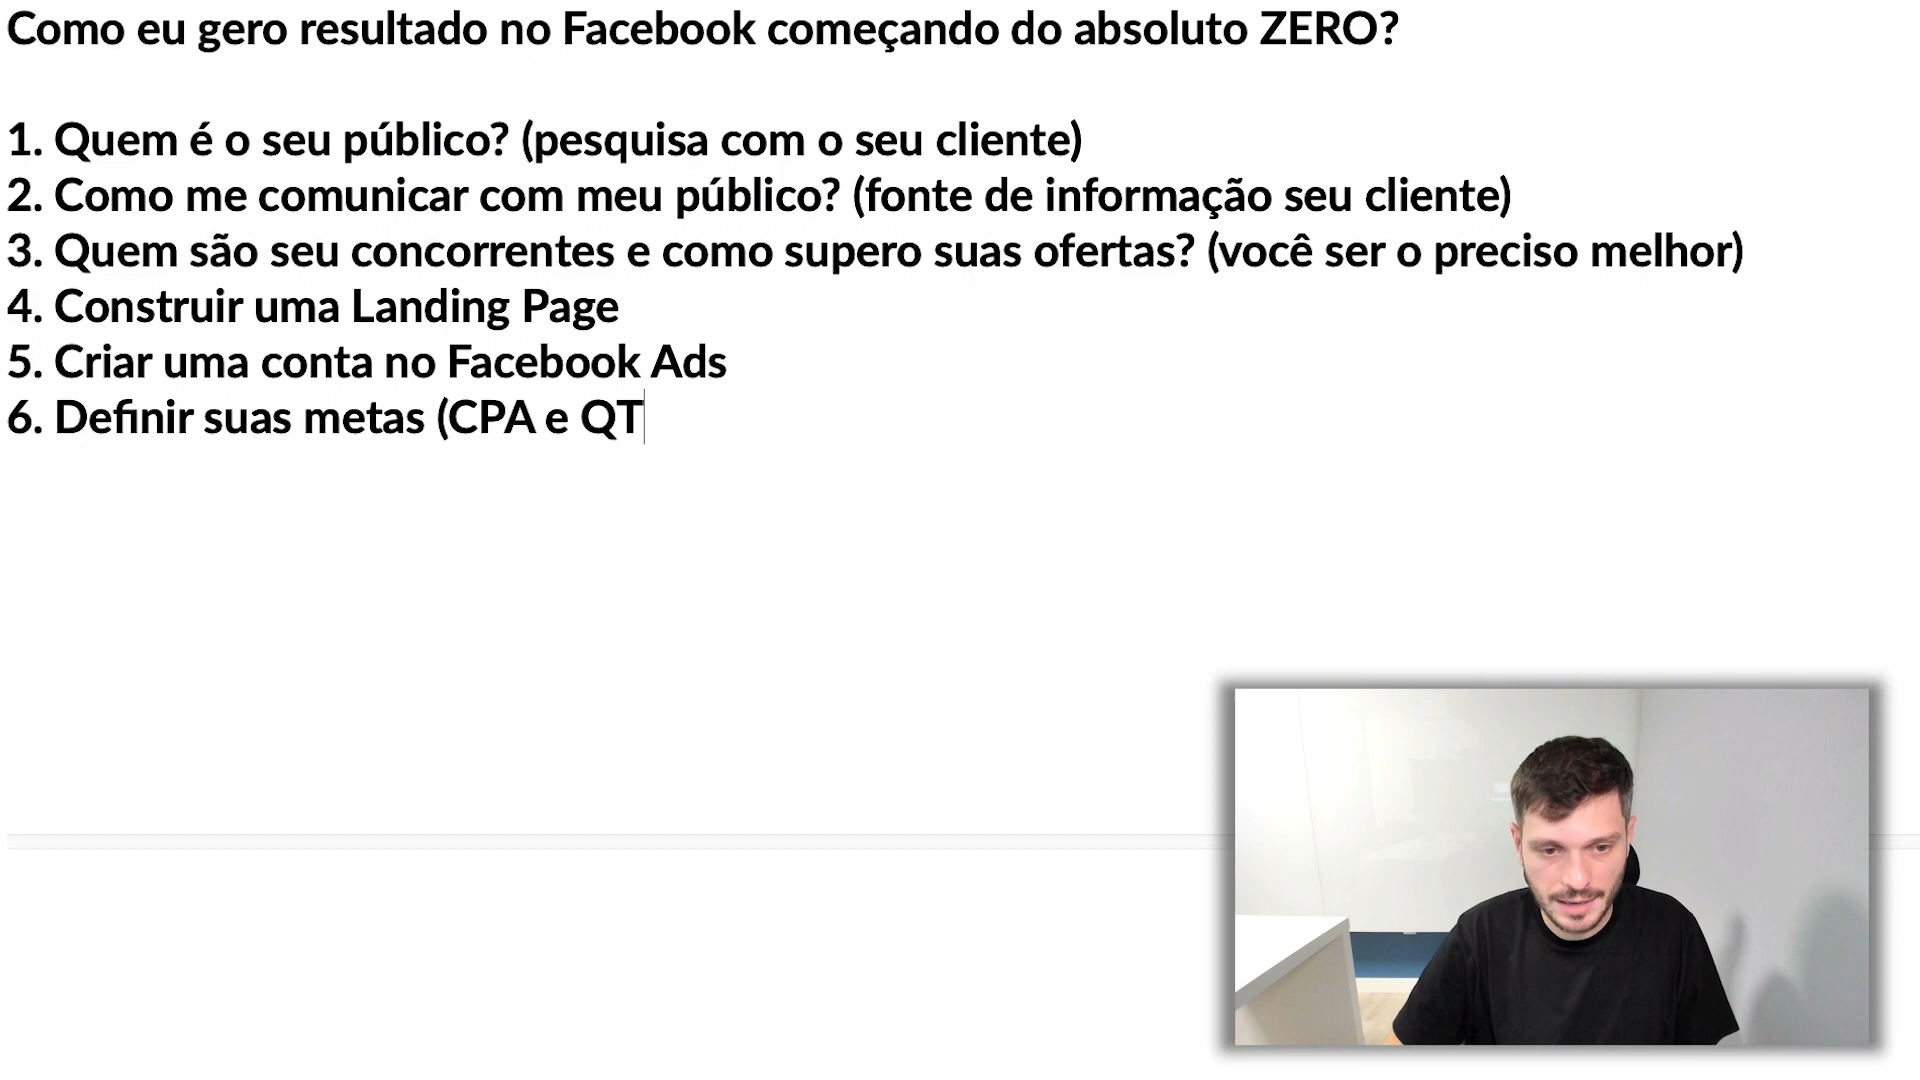 Como eu gero resultado no Facebook começando do absoluto ZERO?
1. Quem é o seu público? (pesquisa com o seu cliente)
2. Como me comunicar com meu público? (fonte de informação seu cliente)
3. Quem são seu concorrentes e como supero suas ofertas? (você ser o preciso melhor)
4. Construir uma Landing Page
5. Criar uma conta no Facebook Ads
6. Definir suas metas (CPA e QT